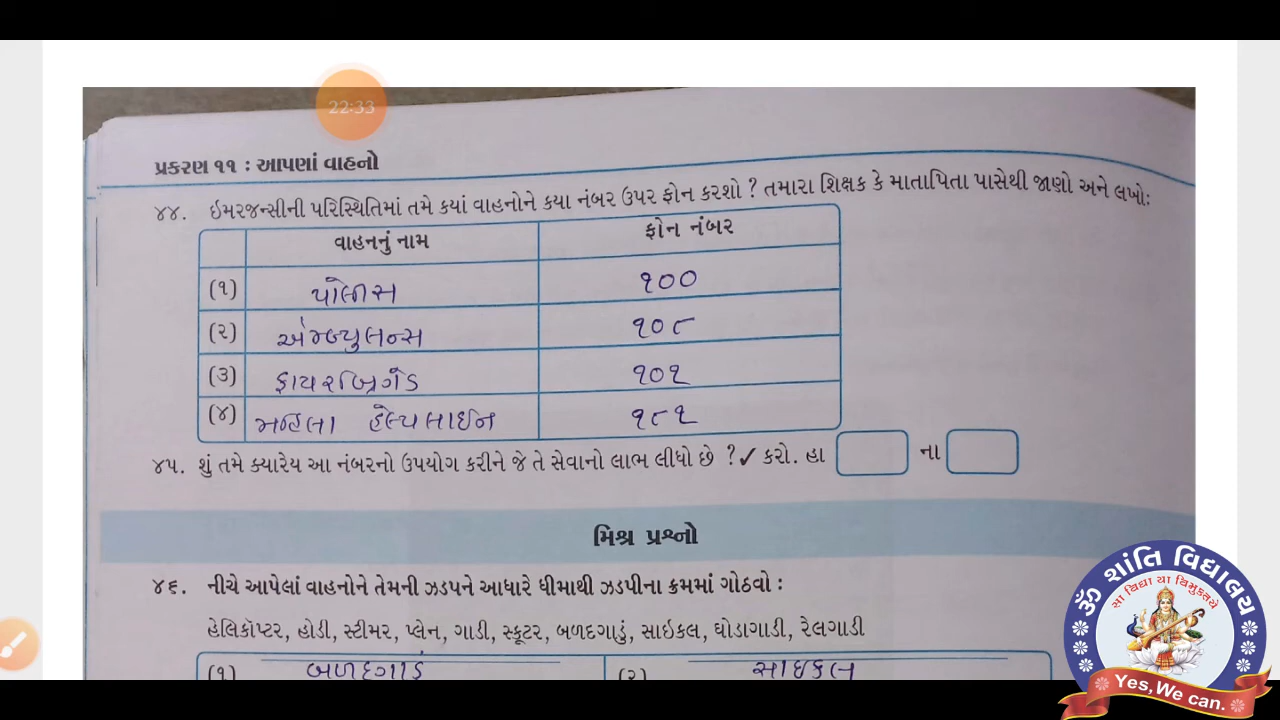 22:33
પ્રકરણ ૧૧ : આપણાં વાહનો
૪૪. ઇમરજન્સીની પરિસ્થિતિમાં તમે કયાં વાહનોને કયા નંબર ઉપર ફોન કરશો ? તમારા શિક્ષક કે માતાપિતા પાસેથી જાણો અને લખો:
વાહનનું નામ ફોન નંબર
(૧) પોલીસ ૧૦૦
(૨) એમ્બ્યુલન્સ ૧૦૮
(૩) ફાયરબ્રિગેડ ૧૦૧
(૪) મહિલા હેલ્પલાઇન ૧૮૧
૪૫. શું તમે ક્યારેય આ નંબરનો ઉપયોગ કરીને જે તે સેવાનો લાભ લીધો છે ? ✓ કરો. હા ના
મિશ્ર પ્રશ્નો
૪૬. નીચે આપેલાં વાહનોને તેમની ઝડપને આધારે ધીમાથી ઝડપીના ક્રમમાં ગોઠવો :
હેલિકૉપ્ટર, હોડી, સ્ટીમર, પ્લેન, ગાડી, સ્કૂટર, બળદગાડું, સાઇકલ, ઘોડાગાડી, રેલગાડી
(૧) બળદગાડું (૨) સાઇકલ
ૐ શાંતિ વિદ્યાલય
સા વિદ્યા યા વિમુક્તયે
Yes, We can.